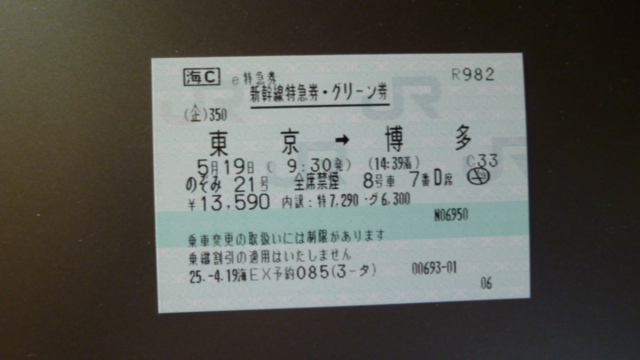 海C e特急券 R982
新幹線特急券・グリーン券
(企)350
東京 → 博多
5月19日 ( 9:30発) (14:39着) C33
のぞみ 21号 全席禁煙 8号車 7番D席
¥13,590 内訳:特7,290・グ6,300
N06950
乗車変更の取扱いには制限があります
乗継割引の適用はいたしません
25.-4.19海EX予約085(3-タ) 00693-01
06